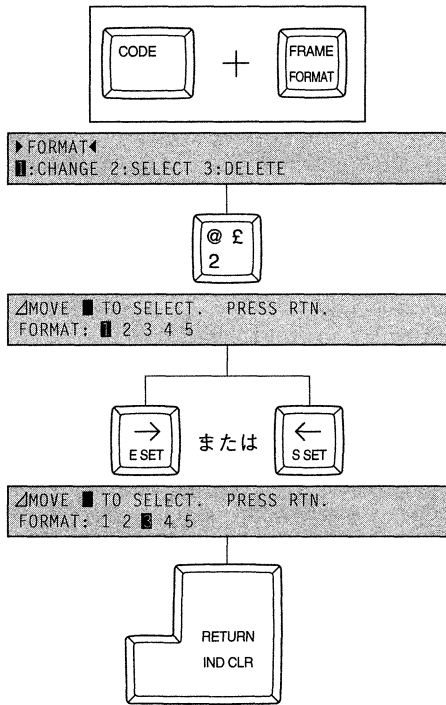 CODE
+
FRAME
FORMAT
▶FORMAT◀
1:CHANGE 2:SELECT 3:DELETE
@ £
2
⊿MOVE █ TO SELECT. PRESS RTN.
FORMAT: 1 2 3 4 5
→
E SET
または
←
S SET
⊿MOVE █ TO SELECT. PRESS RTN.
FORMAT: 1 2 3 4 5
RETURN
IND CLR